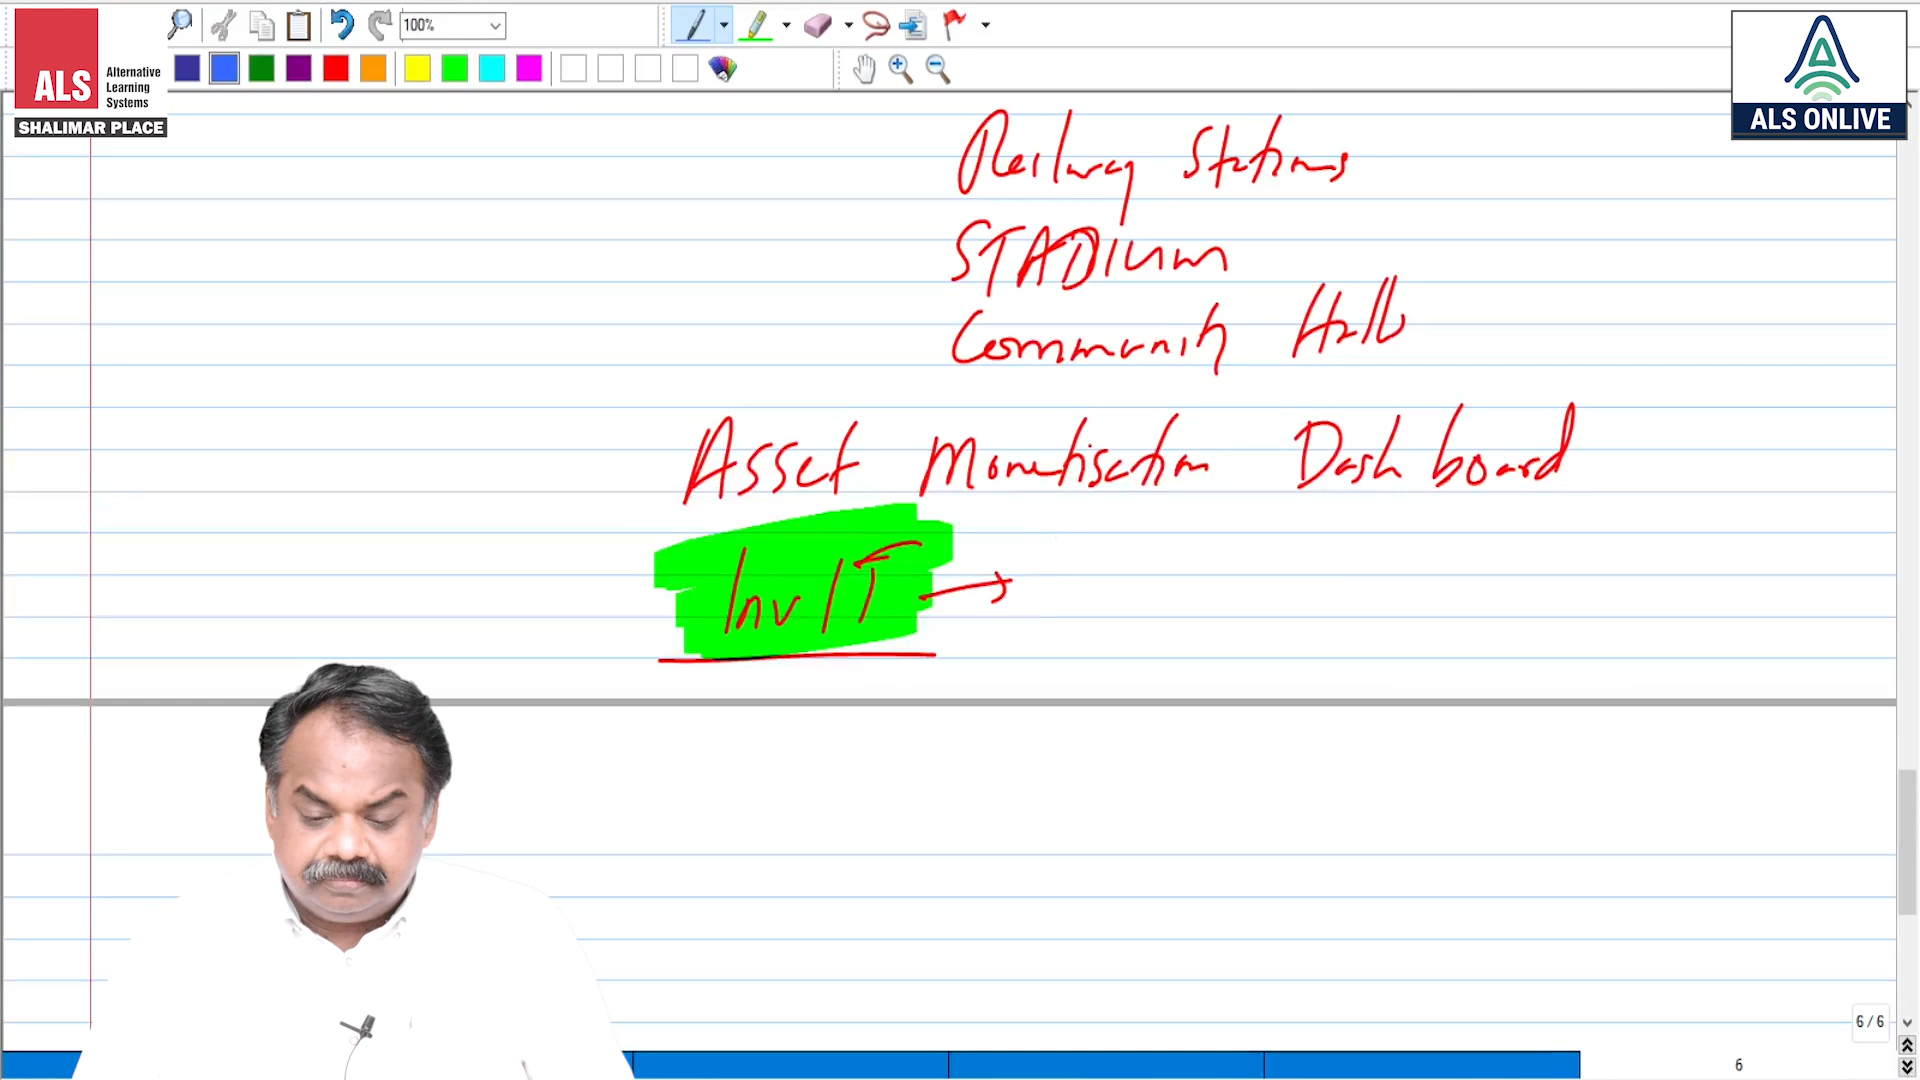 100%
ALS
Alternative
Learning
Systems
SHALIMAR PLACE
ALS ONLIVE
Railway Stations
STADIUM
Community Halls
Asset Monetisation Dashboard
InvIT →
6/6
6